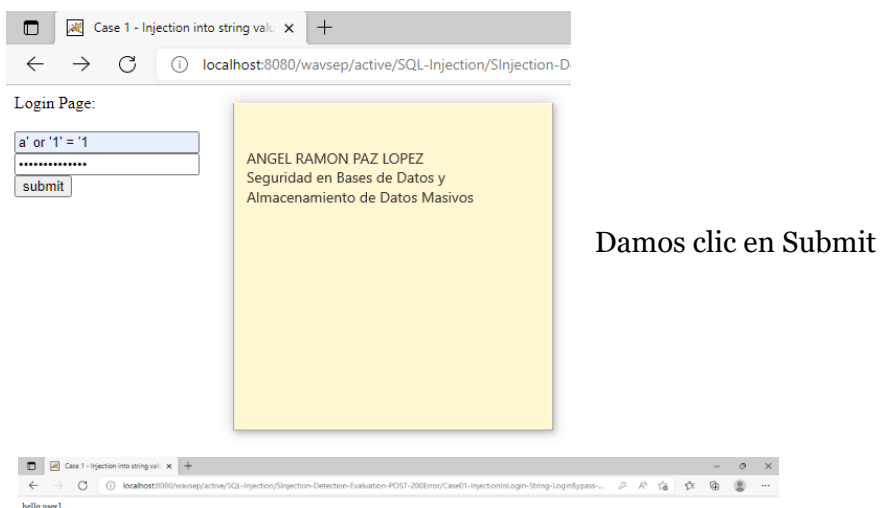 Case 1 - Injection into string valu
localhost:8080/wavsep/active/SQL-Injection/SInjection-D
Login Page:
a' or '1' = '1
••••••••••••••
submit
ANGEL RAMON PAZ LOPEZ
Seguridad en Bases de Datos y
Almacenamiento de Datos Masivos
Damos clic en Submit
Case 1 - Injection into string val
localhost:8080/wavsep/active/SQL-Injection/SInjection-Detection-Evaluation-POST-200Error/Case01-InjectionInLogin-String-LoginBypass-...
hello user1